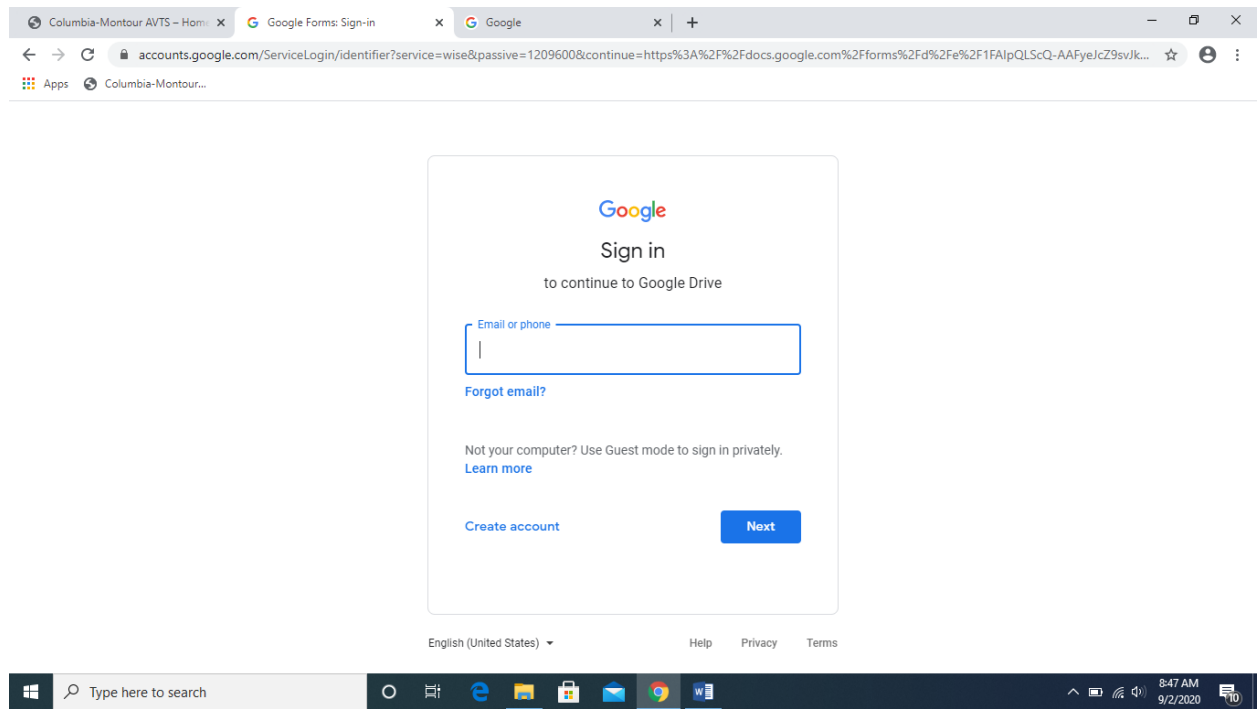 Columbia-Montour AVTS – Hom
Google Forms: Sign-in
Google
accounts.google.com/ServiceLogin/identifier?service=wise&passive=1209600&continue=https%3A%2F%2Fdocs.google.com%2Fforms%2Fd%2Fe%2F1FAIpQLScQ-AAFyeJcZ9svJk...
Apps
Columbia-Montour...
Google
Sign in
to continue to Google Drive
Email or phone
Forgot email?
Not your computer? Use Guest mode to sign in privately.
Learn more
Create account
Next
English (United States)
Help
Privacy
Terms
Type here to search
8:47 AM
9/2/2020
10